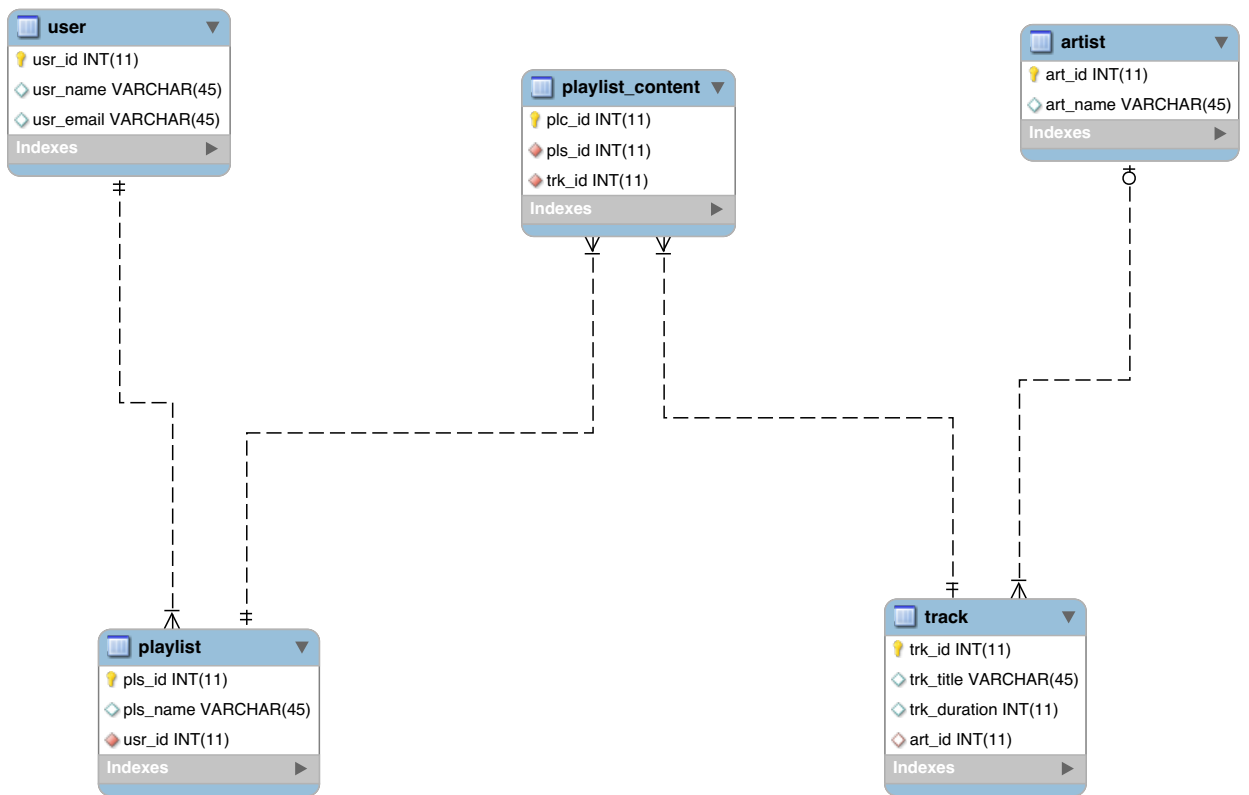 user
usr_id INT(11)
usr_name VARCHAR(45)
usr_email VARCHAR(45)
Indexes
playlist_content
plc_id INT(11)
pls_id INT(11)
trk_id INT(11)
Indexes
artist
art_id INT(11)
art_name VARCHAR(45)
Indexes
playlist
pls_id INT(11)
pls_name VARCHAR(45)
usr_id INT(11)
Indexes
track
trk_id INT(11)
trk_title VARCHAR(45)
trk_duration INT(11)
art_id INT(11)
Indexes